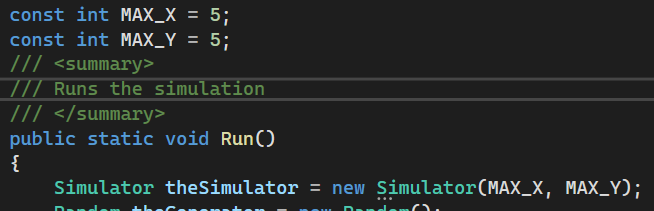 const int MAX_X = 5;
const int MAX_Y = 5;
/// <summary>
/// Runs the simulation
/// </summary>
public static void Run()
{
Simulator theSimulator = new Simulator(MAX_X, MAX_Y);
Random theGenerator = new Random();